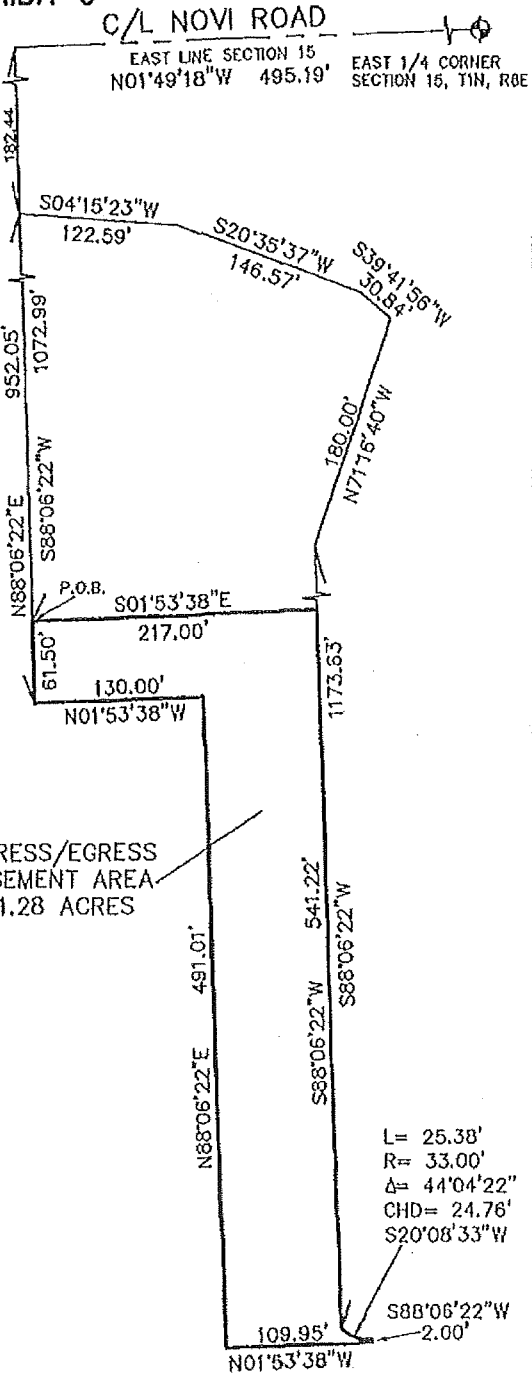 C/L NOVI ROAD
EAST LINE SECTION 15
N01°49'18"W 495.19'
EAST 1/4 CORNER
SECTION 15, T1N, R8E
182.44
S04°15'23"W
122.59'
S20°35'37"W
146.57'
S39°41'56"W
30.84'
180.00'
N71°16'40"W
952.05'
1072.99'
N88°06'22"E
S88°06'22"W
P.O.B.
S01°53'38"E
217.00'
61.50'
130.00'
N01°53'38"W
1173.63'
RESS/EGRESS
SEMENT AREA
1.28 ACRES
491.01'
N88°06'22"E
541.22'
S88°06'22"W
S88°06'22"W
L= 25.38'
R= 33.00'
Δ= 44°04'22"
CHD= 24.76'
S20°08'33"W
S88°06'22"W
2.00'
109.95'
N01°53'38"W